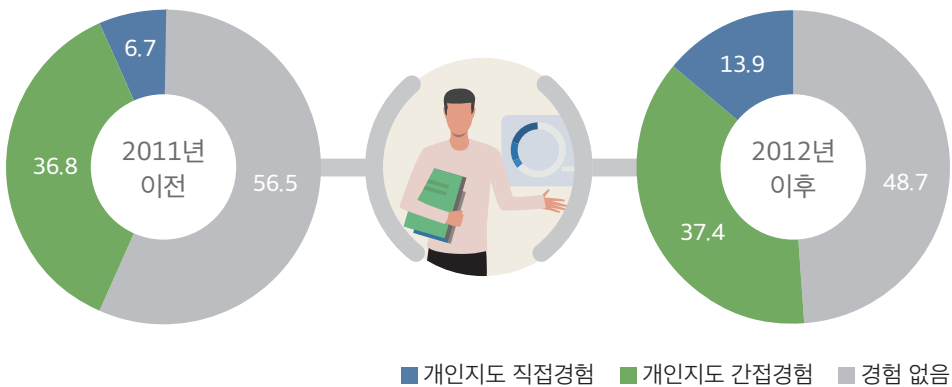 6.7
36.8
56.5
2011년
이전
13.9
37.4
48.7
2012년
이후
개인지도 직접경험
개인지도 간접경험
경험 없음